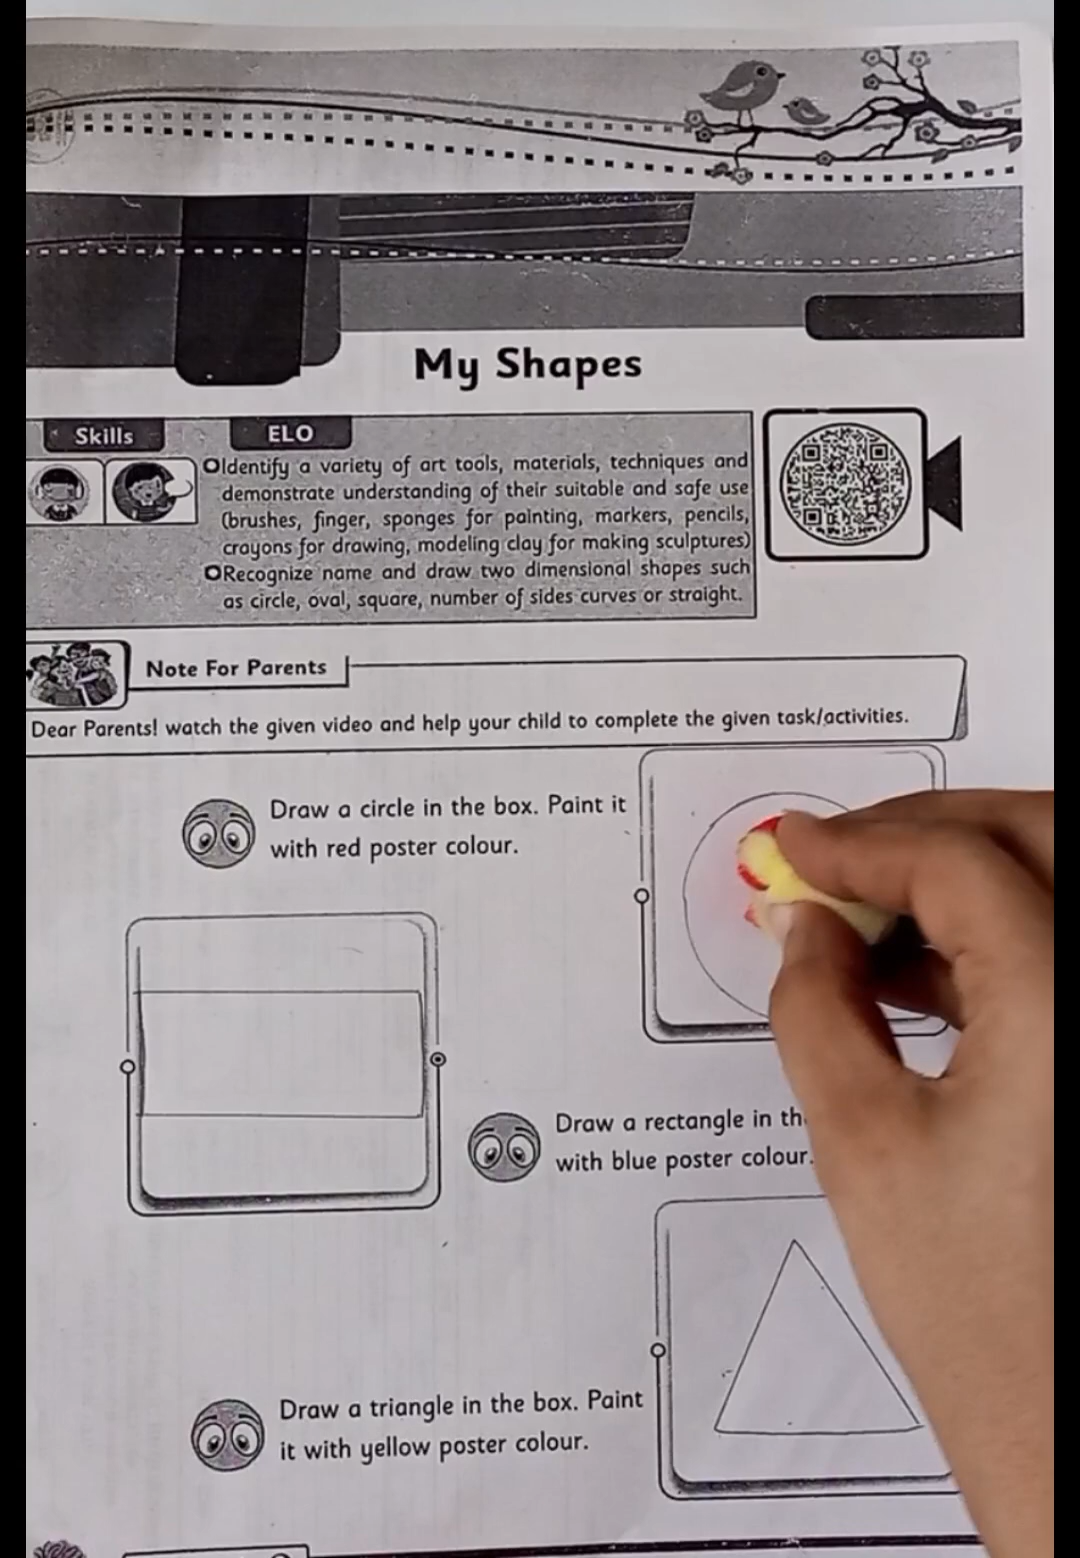 My Shapes
Skills
ELO
Identify a variety of art tools, materials, techniques and
demonstrate understanding of their suitable and safe use
(brushes, finger, sponges for painting, markers, pencils,
crayons for drawing, modeling clay for making sculptures)
Recognize name and draw two dimensional shapes such
as circle, oval, square, number of sides curves or straight.
Note For Parents
Dear Parents! watch the given video and help your child to complete the given task/activities.
Draw a circle in the box. Paint it
with red poster colour.
Draw a rectangle in th
with blue poster colour.
Draw a triangle in the box. Paint
it with yellow poster colour.